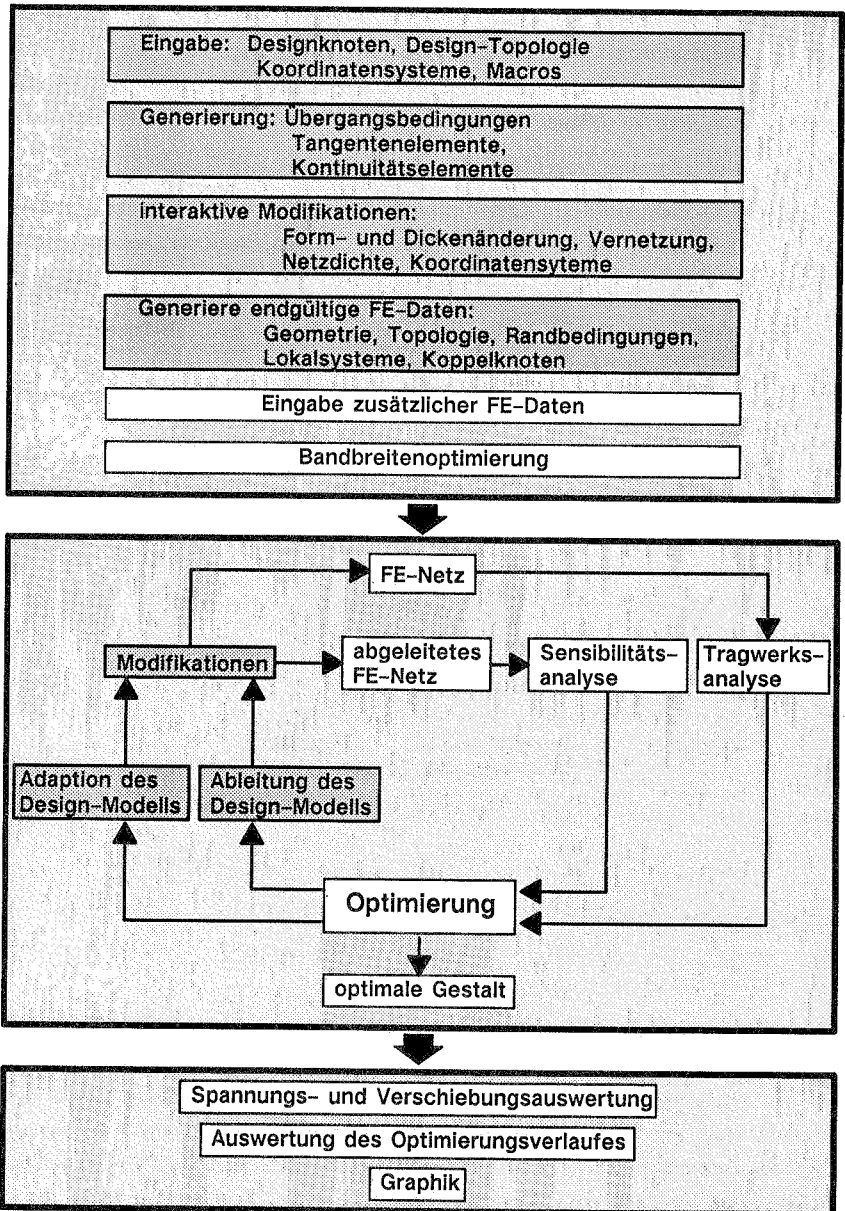 Eingabe: Designknoten, Design-Topologie
Koordinatensysteme, Macros
Generierung: Übergangsbedingungen
Tangentenelemente,
Kontinuitätselemente
interaktive Modifikationen:
Form- und Dickenänderung, Vernetzung,
Netzdichte, Koordinatensyteme
Generiere endgültige FE-Daten:
Geometrie, Topologie, Randbedingungen,
Lokalsysteme, Koppelknoten
Eingabe zusätzlicher FE-Daten
Bandbreitenoptimierung
FE-Netz
Modifikationen
abgeleitetes
FE-Netz
Sensibilitäts-
analyse
Tragwerks-
analyse
Adaption des
Design-Modells
Ableitung des
Design-Modells
Optimierung
optimale Gestalt
Spannungs- und Verschiebungsauswertung
Auswertung des Optimierungsverlaufes
Graphik